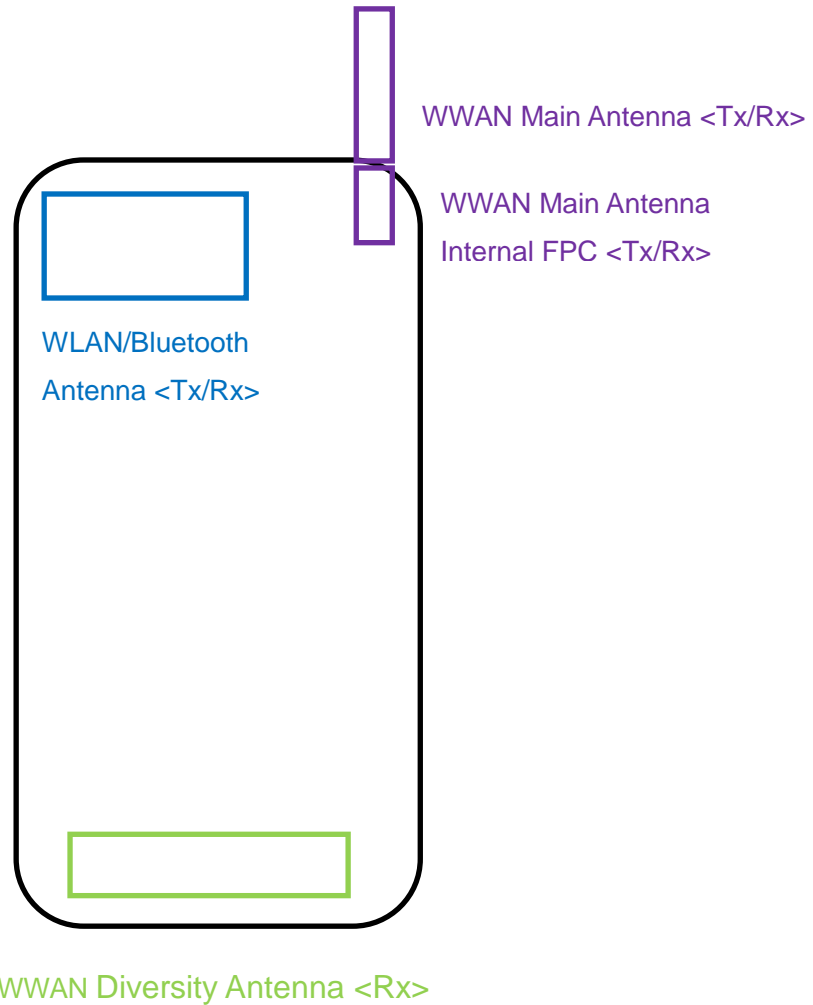 WWAN Main Antenna <Tx/Rx>
WWAN Main Antenna
Internal FPC <Tx/Rx>
WLAN/Bluetooth
Antenna <Tx/Rx>
WWAN Diversity Antenna <Rx>